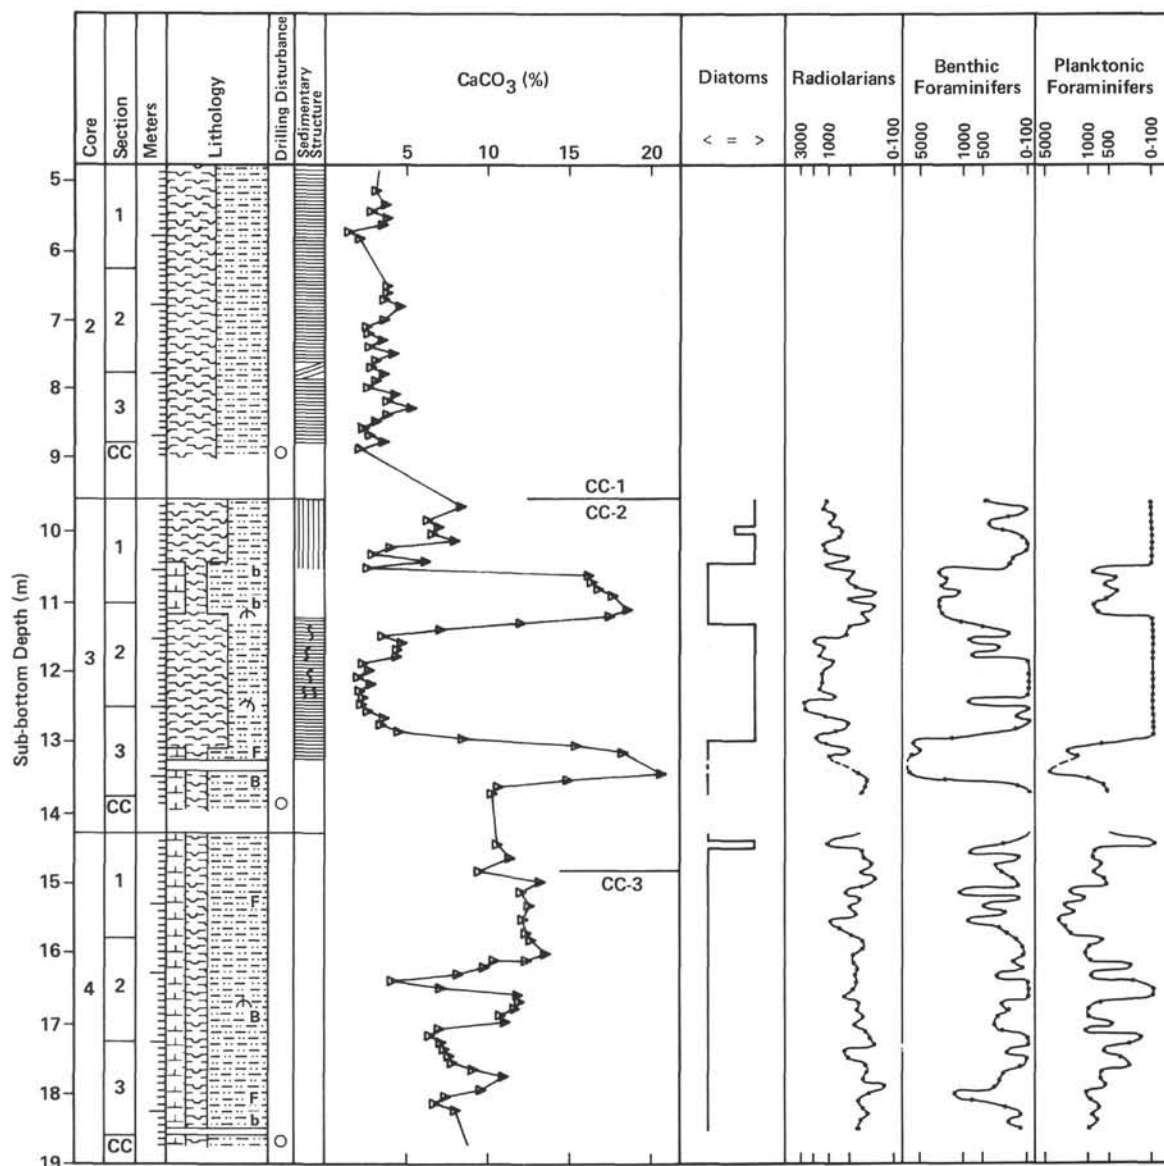 Core
Section
Meters
Lithology
Drilling Disturbance
Sedimentary
Structure
CaCO3 (%)
5 10 15 20
Diatoms
< = >
Radiolarians
3000 1000 0-100
Benthic
Foraminifers
5000 1000 500 0-100
Planktonic
Foraminifers
5000 1000 500 0-100
Sub-bottom Depth (m)
5
6
7
8
9
10
11
12
13
14
15
16
17
18
19
2
1
2
3
CC
CC-1
CC-2
3
1
2
3
CC
b
b
F
B
CC-3
4
1
2
3
CC
F
B
F
b